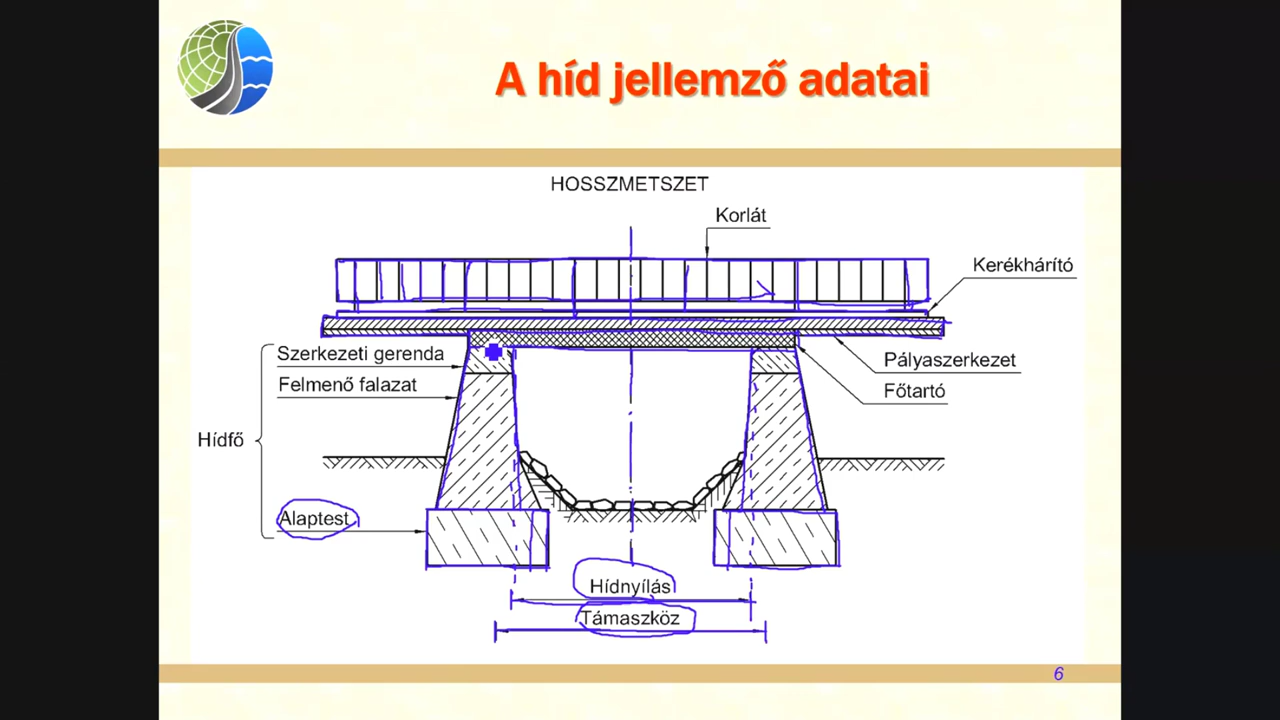 A híd jellemző adatai
HOSSZMETSZET
Korlát
Kerékhárító
Szerkezeti gerenda
Felmenő falazat
Pályaszerkezet
Főtartó
Hídfő
Alaptest
Hídnyílás
Támaszköz
6